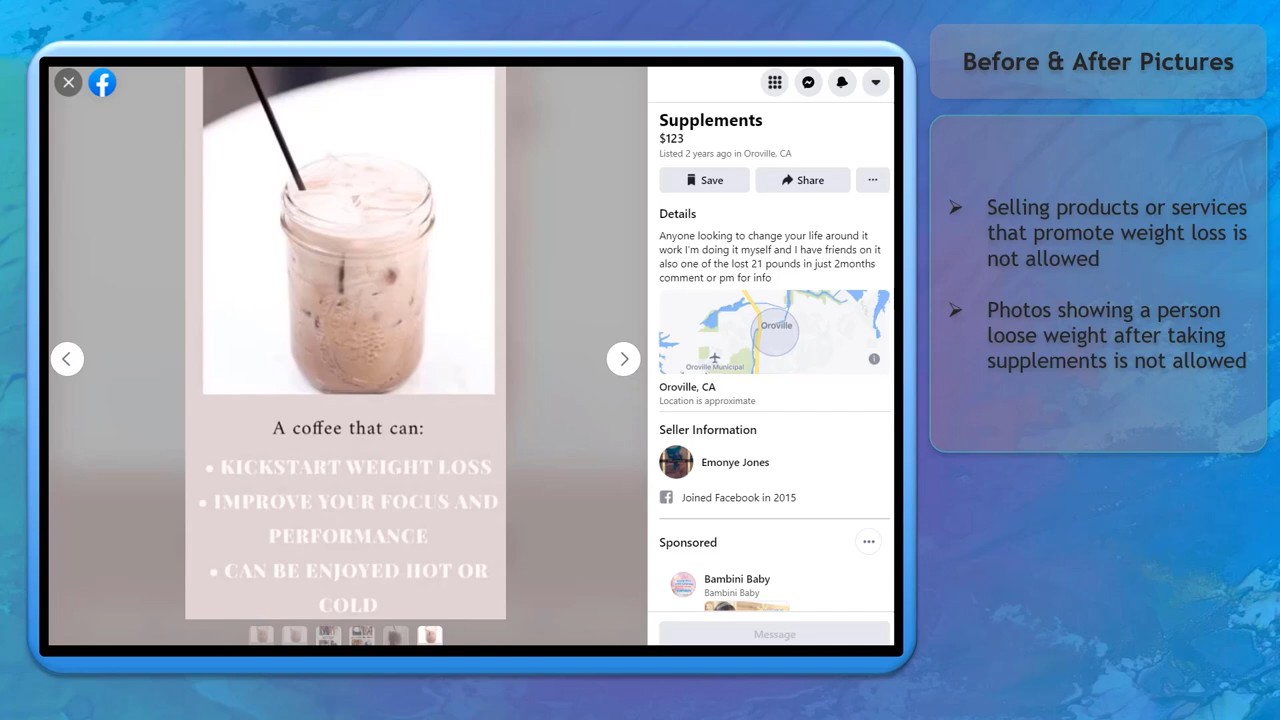 Before & After Pictures
Supplements
$123
Listed 2 years ago in Oroville, CA
Save
Share
Details
Anyone looking to change your life around it
work I'm doing it myself and I have friends on it
also one of the lost 21 pounds in just 2months
comment or pm for info
Oroville
Oroville Municipal
Oroville, CA
Location is approximate
Seller Information
Emonye Jones
Joined Facebook in 2015
Sponsored
Bambini Baby
Bambini Baby
Message
A coffee that can:
• KICKSTART WEIGHT LOSS
• IMPROVE YOUR FOCUS AND
PERFORMANCE
• CAN BE ENJOYED HOT OR
COLD
➢ Selling products or services
that promote weight loss is
not allowed
➢ Photos showing a person
loose weight after taking
supplements is not allowed